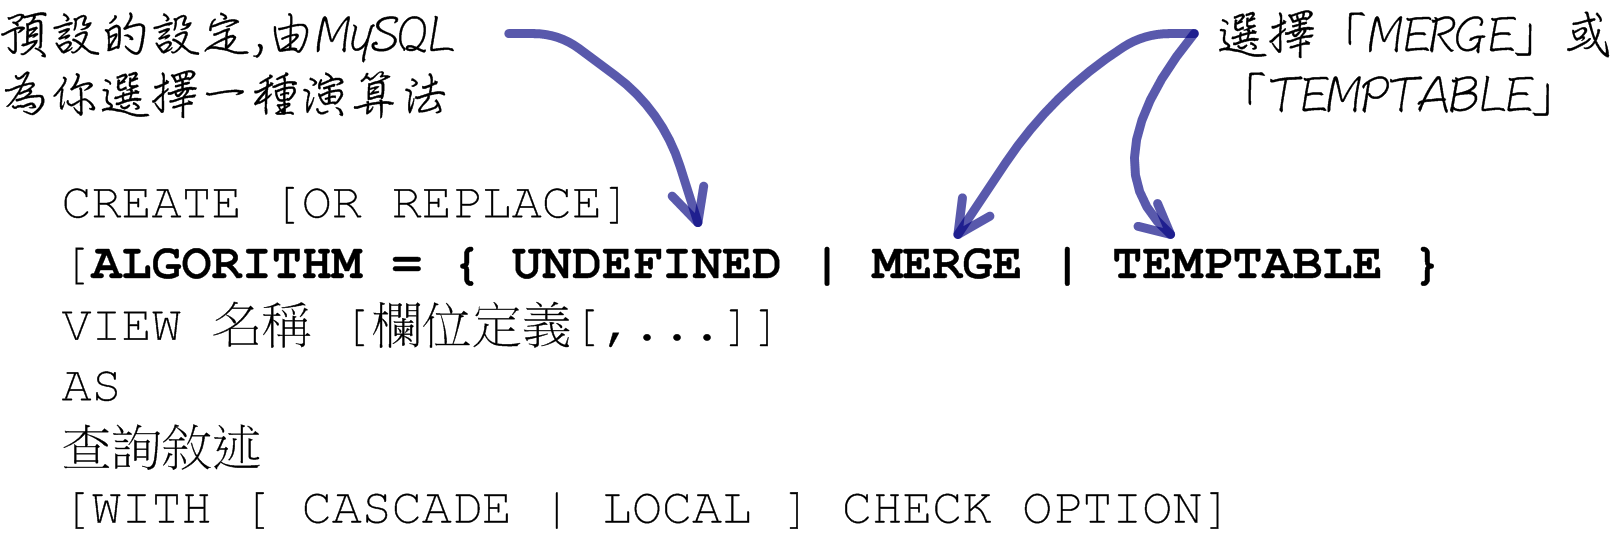 預設的設定,由MySQL
為你選擇一種演算法
選擇「MERGE」或
「TEMPTABLE」
CREATE [OR REPLACE]
[ALGORITHM = { UNDEFINED | MERGE | TEMPTABLE }
VIEW 名稱 [欄位定義[,...]]
AS
查詢敘述
[WITH [ CASCADE | LOCAL ] CHECK OPTION]